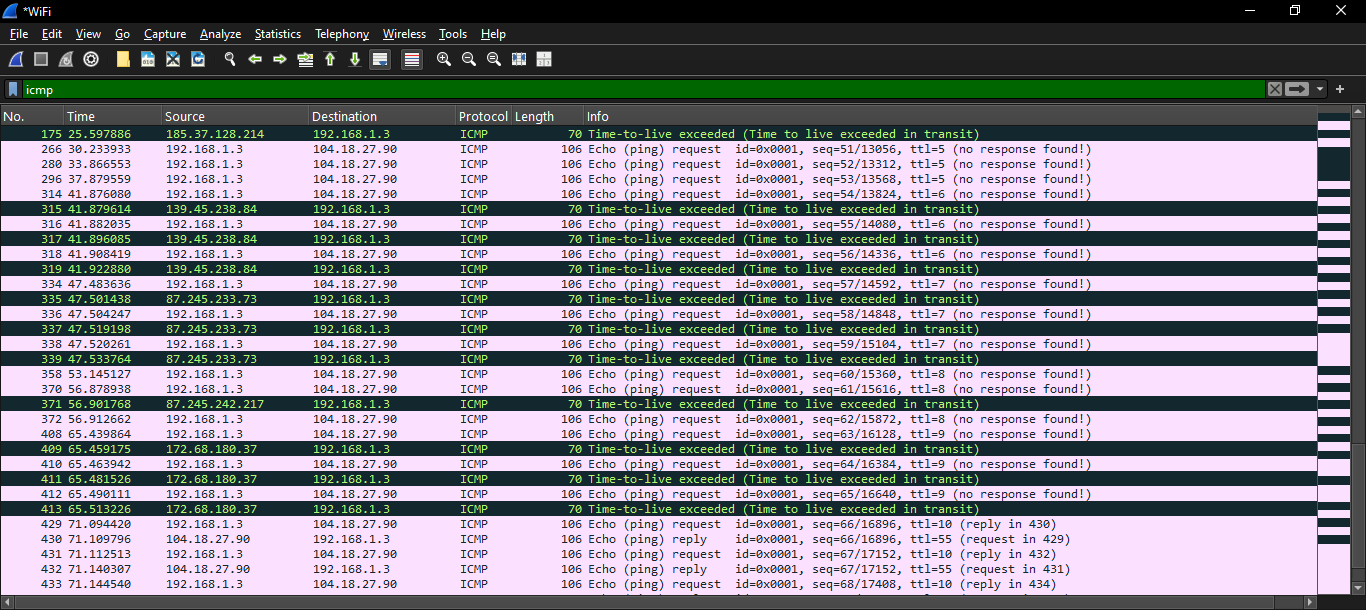 *WiFi
File Edit View Go Capture Analyze Statistics Telephony Wireless Tools Help
icmp
No. Time Source Destination Protocol Length Info
175 25.597886 185.37.128.214 192.168.1.3 ICMP 70 Time-to-live exceeded (Time to live exceeded in transit)
266 30.233933 192.168.1.3 104.18.27.90 ICMP 106 Echo (ping) request id=0x0001, seq=51/13056, ttl=5 (no response found!)
280 33.866553 192.168.1.3 104.18.27.90 ICMP 106 Echo (ping) request id=0x0001, seq=52/13312, ttl=5 (no response found!)
296 37.879559 192.168.1.3 104.18.27.90 ICMP 106 Echo (ping) request id=0x0001, seq=53/13568, ttl=5 (no response found!)
314 41.876080 192.168.1.3 104.18.27.90 ICMP 106 Echo (ping) request id=0x0001, seq=54/13824, ttl=6 (no response found!)
315 41.879614 139.45.238.84 192.168.1.3 ICMP 70 Time-to-live exceeded (Time to live exceeded in transit)
316 41.882035 192.168.1.3 104.18.27.90 ICMP 106 Echo (ping) request id=0x0001, seq=55/14080, ttl=6 (no response found!)
317 41.896085 139.45.238.84 192.168.1.3 ICMP 70 Time-to-live exceeded (Time to live exceeded in transit)
318 41.908419 192.168.1.3 104.18.27.90 ICMP 106 Echo (ping) request id=0x0001, seq=56/14336, ttl=6 (no response found!)
319 41.922880 139.45.238.84 192.168.1.3 ICMP 70 Time-to-live exceeded (Time to live exceeded in transit)
334 47.483636 192.168.1.3 104.18.27.90 ICMP 106 Echo (ping) request id=0x0001, seq=57/14592, ttl=7 (no response found!)
335 47.501438 87.245.233.73 192.168.1.3 ICMP 70 Time-to-live exceeded (Time to live exceeded in transit)
336 47.504247 192.168.1.3 104.18.27.90 ICMP 106 Echo (ping) request id=0x0001, seq=58/14848, ttl=7 (no response found!)
337 47.519198 87.245.233.73 192.168.1.3 ICMP 70 Time-to-live exceeded (Time to live exceeded in transit)
338 47.520261 192.168.1.3 104.18.27.90 ICMP 106 Echo (ping) request id=0x0001, seq=59/15104, ttl=7 (no response found!)
339 47.533764 87.245.233.73 192.168.1.3 ICMP 70 Time-to-live exceeded (Time to live exceeded in transit)
358 53.145127 192.168.1.3 104.18.27.90 ICMP 106 Echo (ping) request id=0x0001, seq=60/15360, ttl=8 (no response found!)
370 56.878938 192.168.1.3 104.18.27.90 ICMP 106 Echo (ping) request id=0x0001, seq=61/15616, ttl=8 (no response found!)
371 56.901768 87.245.242.217 192.168.1.3 ICMP 70 Time-to-live exceeded (Time to live exceeded in transit)
372 56.912662 192.168.1.3 104.18.27.90 ICMP 106 Echo (ping) request id=0x0001, seq=62/15872, ttl=8 (no response found!)
408 65.439864 192.168.1.3 104.18.27.90 ICMP 106 Echo (ping) request id=0x0001, seq=63/16128, ttl=9 (no response found!)
409 65.459175 172.68.180.37 192.168.1.3 ICMP 70 Time-to-live exceeded (Time to live exceeded in transit)
410 65.463942 192.168.1.3 104.18.27.90 ICMP 106 Echo (ping) request id=0x0001, seq=64/16384, ttl=9 (no response found!)
411 65.481526 172.68.180.37 192.168.1.3 ICMP 70 Time-to-live exceeded (Time to live exceeded in transit)
412 65.490111 192.168.1.3 104.18.27.90 ICMP 106 Echo (ping) request id=0x0001, seq=65/16640, ttl=9 (no response found!)
413 65.513226 172.68.180.37 192.168.1.3 ICMP 70 Time-to-live exceeded (Time to live exceeded in transit)
429 71.094420 192.168.1.3 104.18.27.90 ICMP 106 Echo (ping) request id=0x0001, seq=66/16896, ttl=10 (reply in 430)
430 71.109796 104.18.27.90 192.168.1.3 ICMP 106 Echo (ping) reply id=0x0001, seq=66/16896, ttl=55 (request in 429)
431 71.112513 192.168.1.3 104.18.27.90 ICMP 106 Echo (ping) request id=0x0001, seq=67/17152, ttl=10 (reply in 432)
432 71.140307 104.18.27.90 192.168.1.3 ICMP 106 Echo (ping) reply id=0x0001, seq=67/17152, ttl=55 (request in 431)
433 71.144540 192.168.1.3 104.18.27.90 ICMP 106 Echo (ping) request id=0x0001, seq=68/17408, ttl=10 (reply in 434)